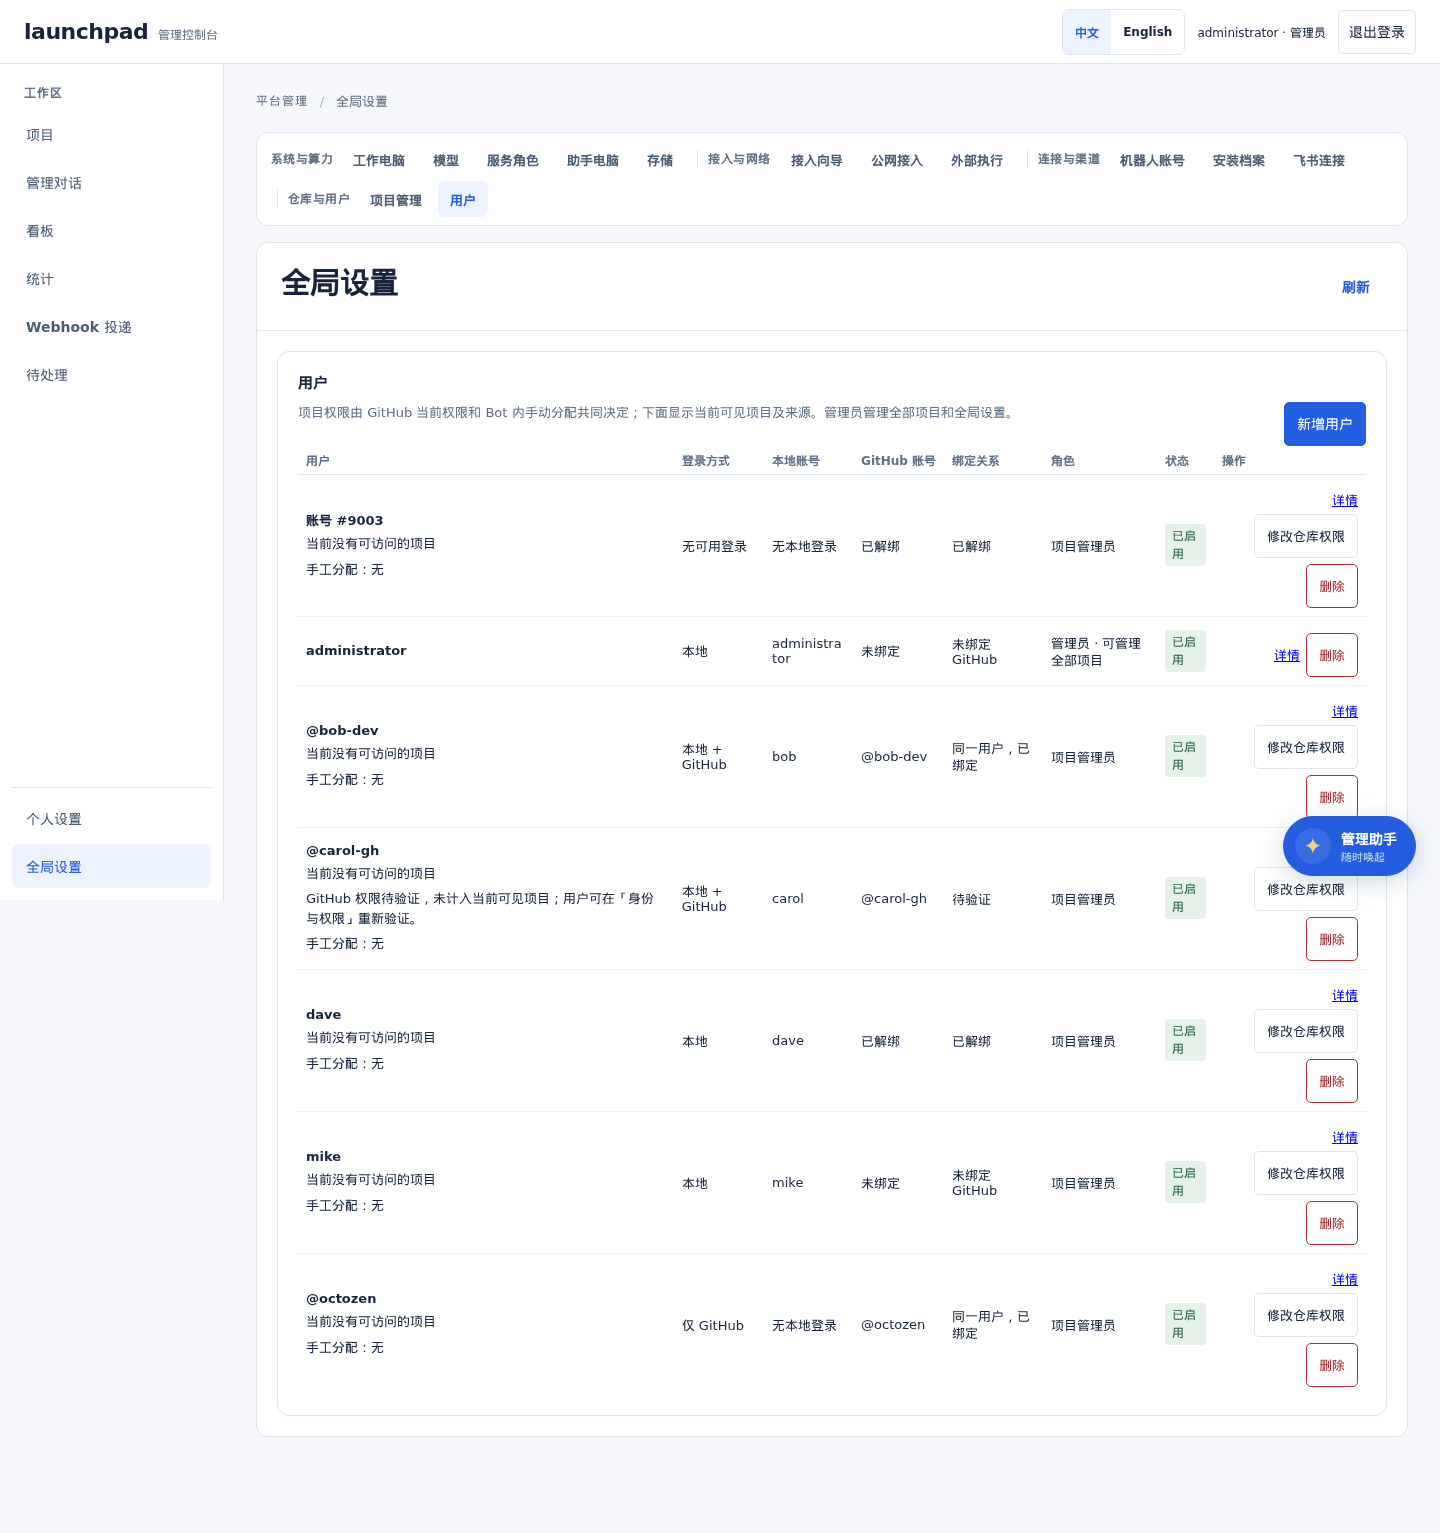 launchpad 管理控制台
中文 English administrator · 管理员 退出登录
工作区
项目
管理对话
看板
统计
Webhook 投递
待处理
个人设置
全局设置
平台管理 / 全局设置
系统与算力 工作电脑 模型 服务角色 助手电脑 存储 接入与网络 接入向导 公网接入 外部执行 连接与渠道 机器人账号 安装档案 飞书连接
仓库与用户 项目管理 用户
全局设置
刷新
用户
项目权限由 GitHub 当前权限和 Bot 内手动分配共同决定；下面显示当前可见项目及来源。管理员管理全部项目和全局设置。
新增用户
用户 登录方式 本地账号 GitHub 账号 绑定关系 角色 状态 操作
账号 #9003
当前没有可访问的项目
手工分配：无
无可用登录 无本地登录 已解绑 已解绑 项目管理员
已启
用
详情
修改仓库权限
删除
administrator
本地
administra
tor
未绑定
未绑定
GitHub
管理员 · 可管理
全部项目
已启
用
详情 删除
@bob-dev
当前没有可访问的项目
手工分配：无
本地 +
GitHub
bob @bob-dev
同一用户，已
绑定
项目管理员
已启
用
详情
修改仓库权限
删除
@carol-gh
当前没有可访问的项目
GitHub 权限待验证，未计入当前可见项目；用户可在「身份
与权限」重新验证。
手工分配：无
本地 +
GitHub
carol @carol-gh 待验证 项目管理员
已启
用
修改仓库权限
删除
管理助手
随时唤起
dave
当前没有可访问的项目
手工分配：无
本地 dave 已解绑 已解绑 项目管理员
已启
用
详情
修改仓库权限
删除
mike
当前没有可访问的项目
手工分配：无
本地 mike 未绑定
未绑定
GitHub
项目管理员
已启
用
详情
修改仓库权限
删除
@octozen
当前没有可访问的项目
手工分配：无
仅 GitHub 无本地登录 @octozen
同一用户，已
绑定
项目管理员
已启
用
详情
修改仓库权限
删除